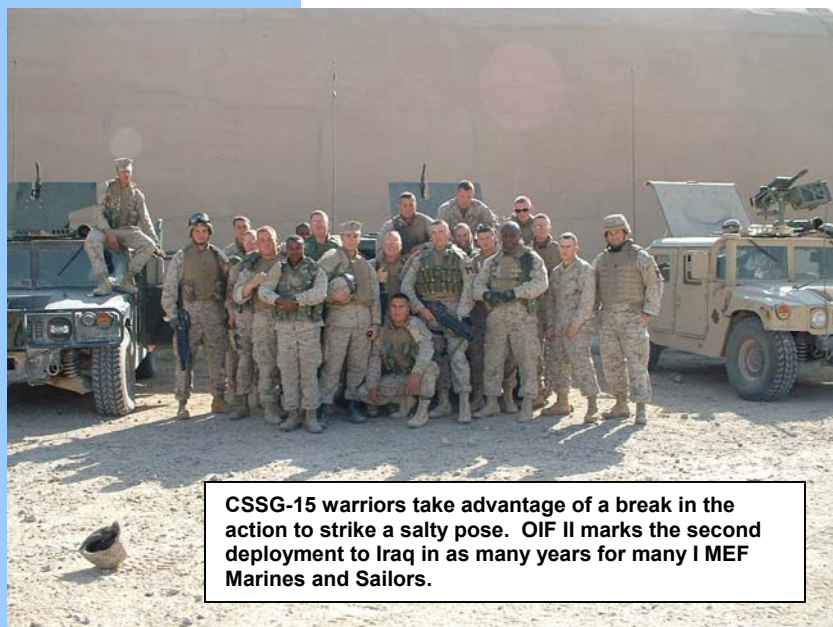 CSSG-15 warriors take advantage of a break in the
action to strike a salty pose.  OIF II marks the second
deployment to Iraq in as many years for many I MEF
Marines and Sailors.